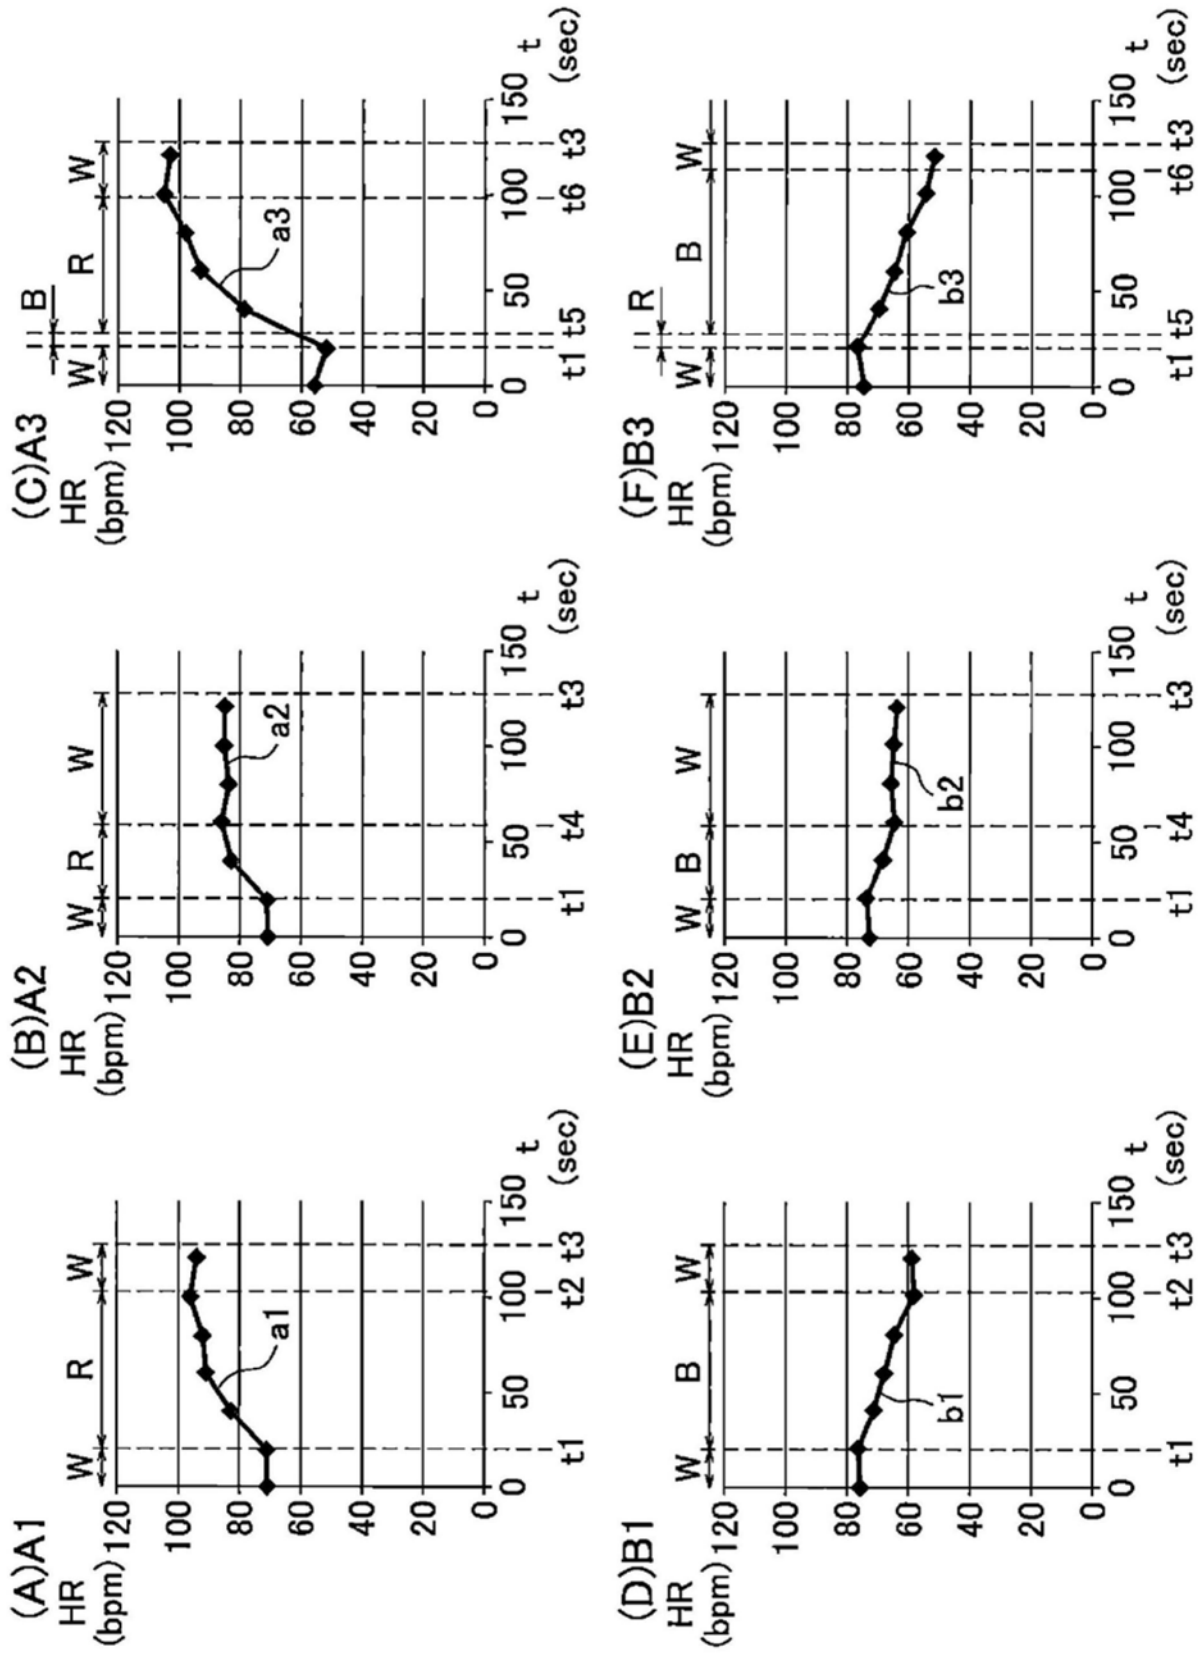 (A)A1
HR
(bpm)
W R W
120
100
80
60
40
20
0
a1
0 50 100 150
t1 t2 t3
t
(sec)
(B)A2
HR
(bpm)
W R W
120
100
80
60
40
20
0
a2
0 50 100 150
t1 t4 t3
t
(sec)
(C)A3
HR
(bpm)
B
W R W
120
100
80
60
40
20
0
a3
0 50 100 150
t1 t5 t6 t3
t
(sec)
(D)B1
HR
(bpm)
W B W
120
100
80
60
40
20
0
b1
0 50 100 150
t1 t2 t3
t
(sec)
(E)B2
HR
(bpm)
W B W
120
100
80
60
40
20
0
b2
0 50 100 150
t1 t4 t3
t
(sec)
(F)B3
HR
(bpm)
R
W B W
120
100
80
60
40
20
0
b3
0 50 100 150
t1 t5 t6 t3
t
(sec)